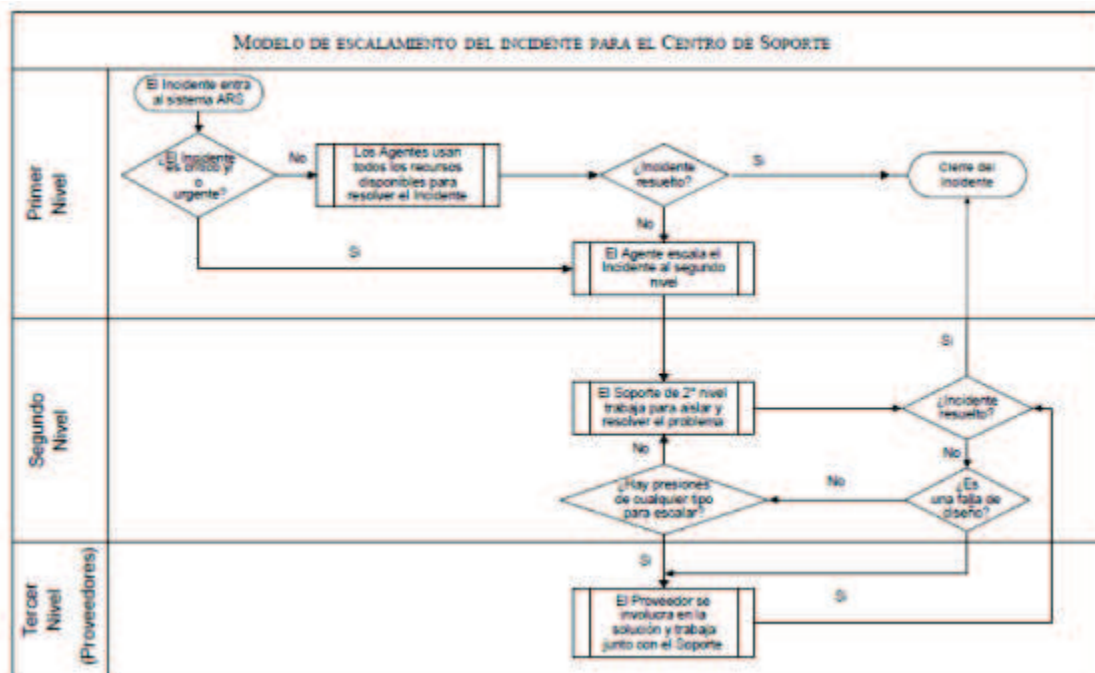 MODELO DE ESCALAMIENTO DEL INCIDENTE PARA EL CENTRO DE SOPORTE
Primer
Nivel
El Incidente entra
al sistema ARS
¿El Incidente
es crítico y/
o
urgente?
No
Los Agentes usan
todos los recursos
disponibles para
resolver el Incidente
¿Incidente
resuelto?
Si
Cierre del
Incidente
No
Si
El Agente escala el
Incidente al segundo
nivel
Segundo
Nivel
Si
El Soporte de 2° nivel
trabaja para aislar y
resolver el problema
¿Incidente
resuelto?
No
No
¿Hay presiones
de cualquier tipo
para escalar?
No
¿Es
una falla de
diseño?
Tercer
Nivel
(Proveedores)
Si
Si
El Proveedor se
involucra en la
solución y trabaja
junto con el Soporte